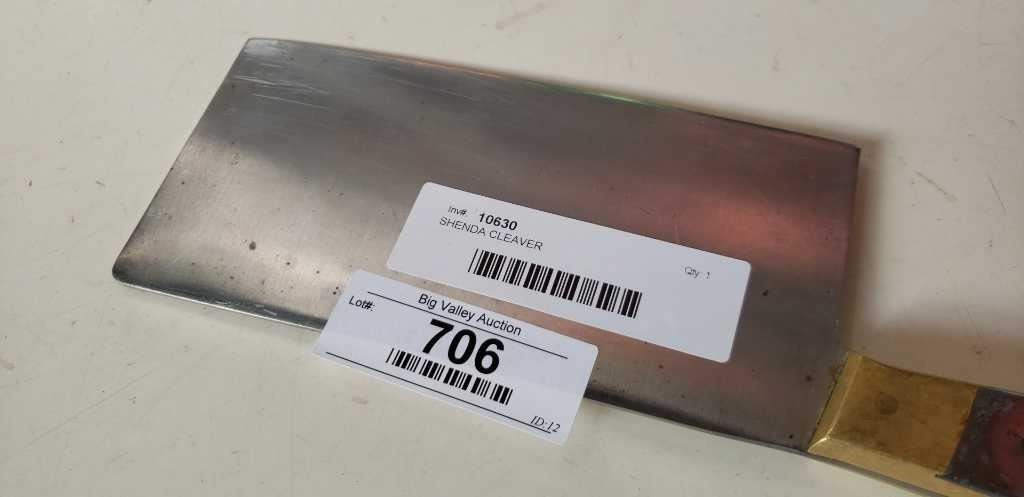 Inv#. 10630
SHENDA CLEAVER
Qty: 1
Big Valley Auction
Lot#:
706
ID:12